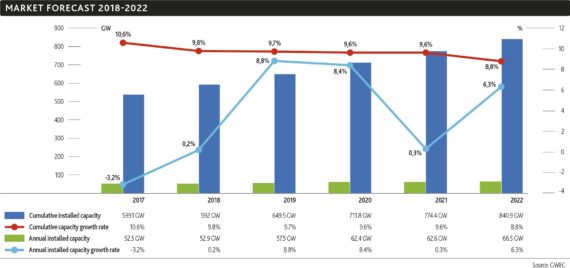 MARKET FORECAST 2018-2022
GW %
900 12
800 10
700 8
600 6
500 4
400 2
300 0
200 -2
100 -4
10,6% 9,8% 9,7% 9,6% 9,6% 8,8%
-3,2% 0,2% 8,8% 8,4% 0,3% 6,3%
2017 2018 2019 2020 2021 2022
Cumulative installed capacity 539.1 GW 592 GW 649.5 GW 711.8 GW 774.4 GW 840.9 GW
Cumulative capacity growth rate 10.6% 9.8% 9.7% 9.6% 9.6% 8.8%
Annual installed capacity 52.5 GW 52.9 GW 57.5 GW 62.4 GW 62.6 GW 66.5 GW
Annual installed capacity growth rate -3.2% 0.2% 8.8% 8.4% 0.3% 6.3%
Source: GWEC